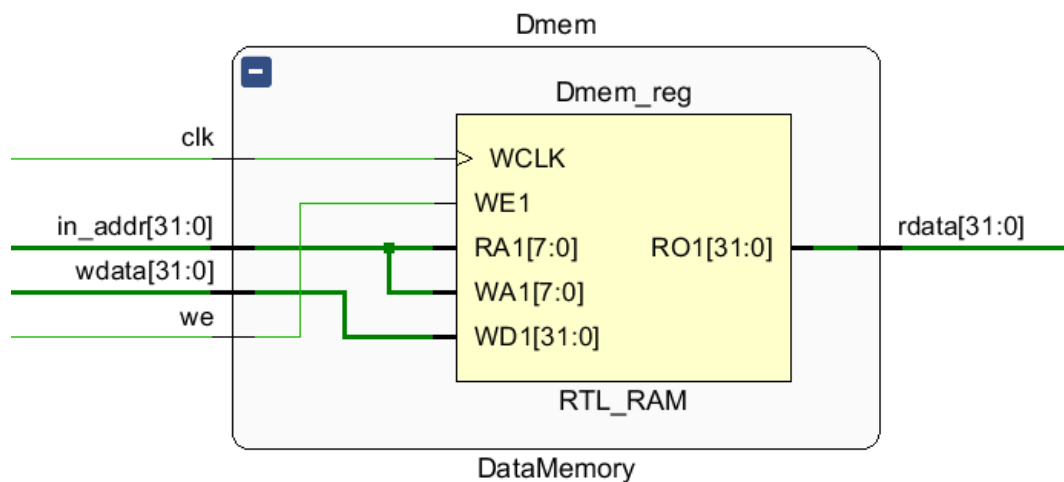 Dmem
Dmem_reg
clk
WCLK
WE1
in_addr[31:0]
RA1[7:0]
RO1[31:0]
rdata[31:0]
wdata[31:0]
WA1[7:0]
we
WD1[31:0]
RTL_RAM
DataMemory